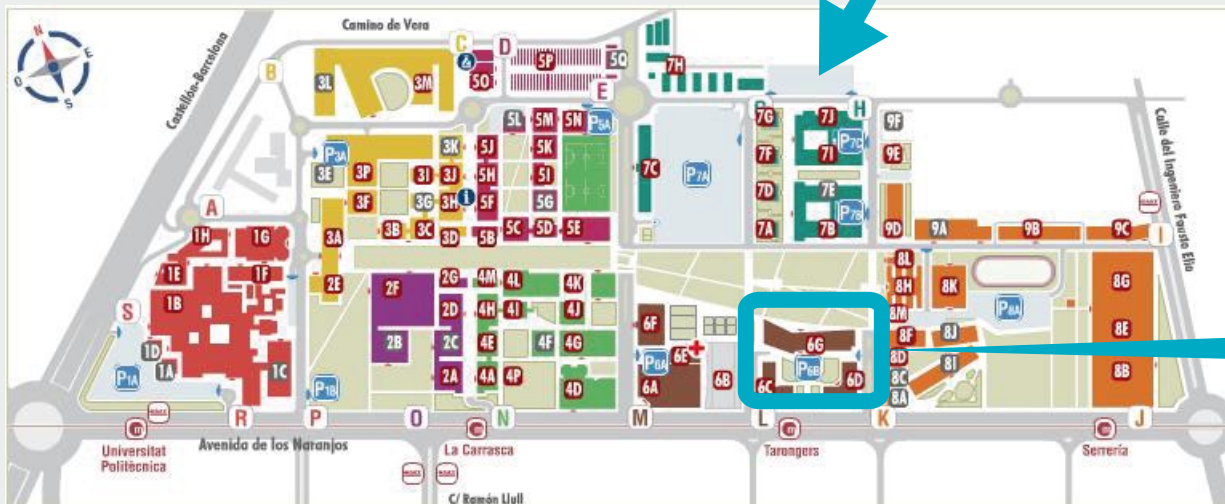 N
E
S
O
Castellón-Barcelona
Camino de Vera
B
C
D
5P
5Q
7H
3L
3M
5O
E
G
H
7G
7J
9F
5L
5M
5N
P5A
P3A
3E
3P
3I
3J
3K
5J
5K
7C
P7A
7F
7I
P7C
9E
Calle del Ingeniero Fausto Elio
3F
3G
3H
i
5H
5I
7D
7E
A
5F
5G
P7B
1H
1G
3A
3B
3C
3D
5B
5C
5D
5E
7A
7B
9D
9A
9B
9C
I
1E
1F
2E
2F
2G
4M
4L
4K
8L
8H
8K
8G
1B
2D
4H
4I
4J
8M
P8A
S
6F
6G
8F
8J
8E
1D
2B
2C
4E
4F
4G
P6A
6E
P6B
8D
8I
P1A
1A
1C
P1B
2A
4A
4P
4D
6A
6B
6C
6D
8C
8A
8B
R
P
O
N
M
L
K
J
Universitat
Politècnica
Avenida de los Naranjos
La Carrasca
Tarongers
Serrería
C/ Ramón Llull